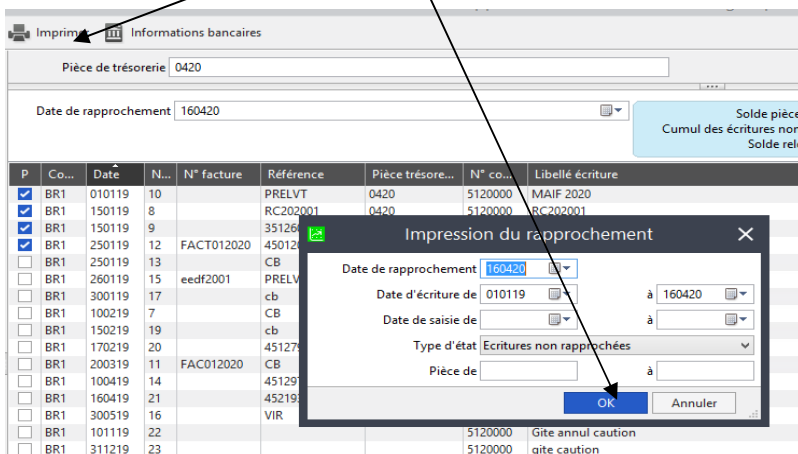 Imprimer Informations bancaires
Pièce de trésorerie 0420
Date de rapprochement 160420
Solde pièce
Cumul des écritures non
Solde rel
P Co... Date N... N° facture Référence Pièce trésore... N° co... Libellé écriture
BR1 010119 10 PRELVT 0420 5120000 MAIF 2020
BR1 150119 8 RC202001 0420 5120000 RC202001
BR1 150119 9 35126
BR1 250119 12 FACT012020 45012
BR1 250119 13 CB
BR1 260119 15 eedf2001 PRELV
BR1 300119 17 cb
BR1 100219 7 CB
BR1 150219 19 cb
BR1 170219 20 45127
BR1 200319 11 FAC012020 CB
BR1 100419 14 45129
BR1 160419 21 45219
BR1 300519 16 VIR
BR1 101119 22 5120000 Gite annul caution
BR1 311219 23 5120000 gite caution
Impression du rapprochement
Date de rapprochement 160420
Date d'écriture de 010119 à 160420
Date de saisie de à
Type d'état Ecritures non rapprochées
Pièce de à
OK Annuler